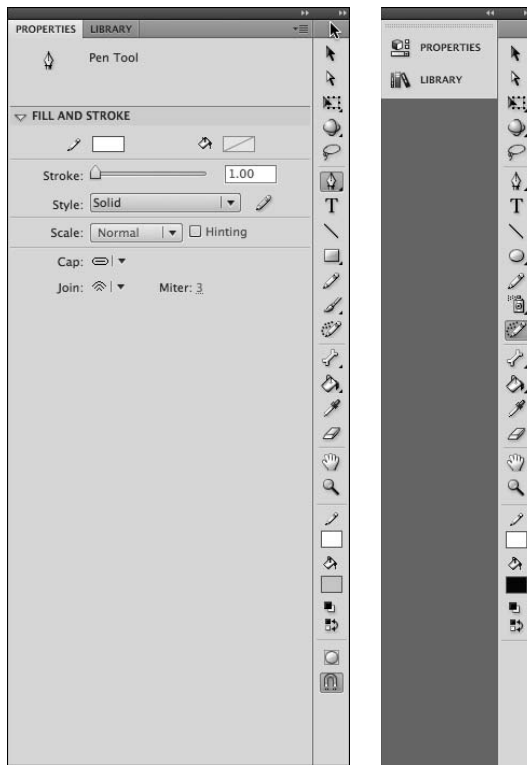 PROPERTIES LIBRARY
Pen Tool
FILL AND STROKE
Stroke: 1.00
Style: Solid
Scale: Normal Hinting
Cap:
Join: Miter: 3
T
PROPERTIES
LIBRARY
T